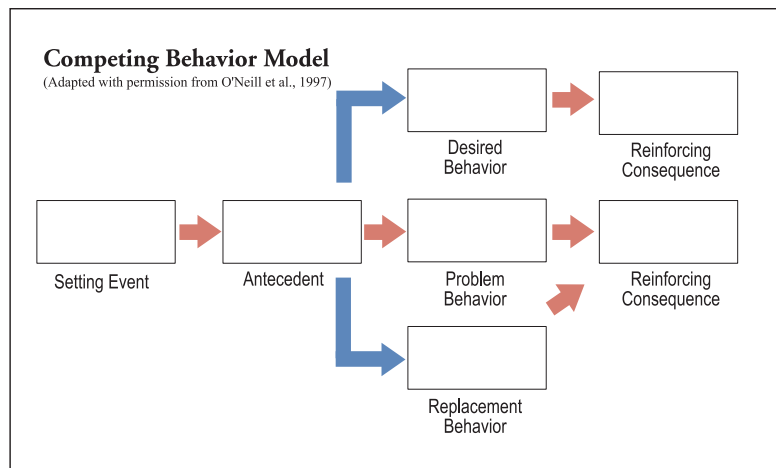 Competing Behavior Model
(Adapted with permission from O'Neill et al., 1997)
Desired
Behavior
Reinforcing
Consequence
Setting Event
Antecedent
Problem
Behavior
Reinforcing
Consequence
Replacement
Behavior